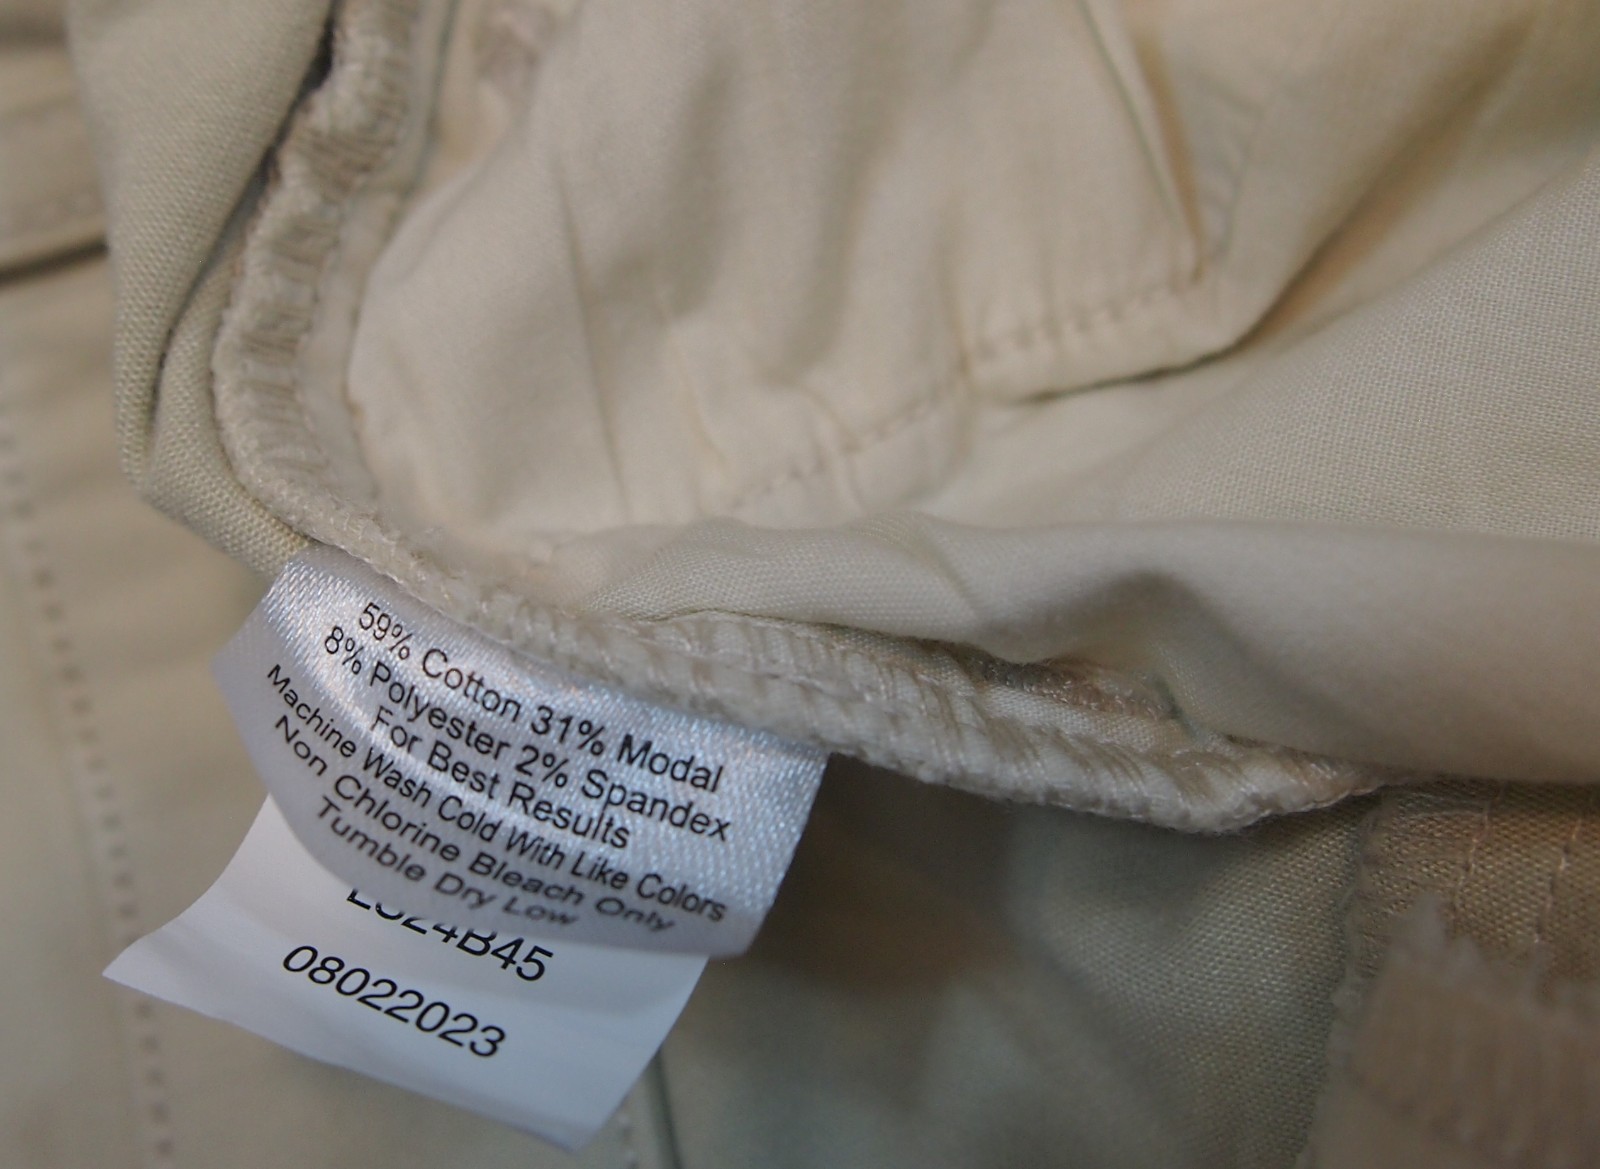 59% Cotton 31% Modal
8% Polyester 2% Spandex
For Best Results
Machine Wash Cold With Like Colors
Non Chlorine Bleach Only
Tumble Dry Low
08022023